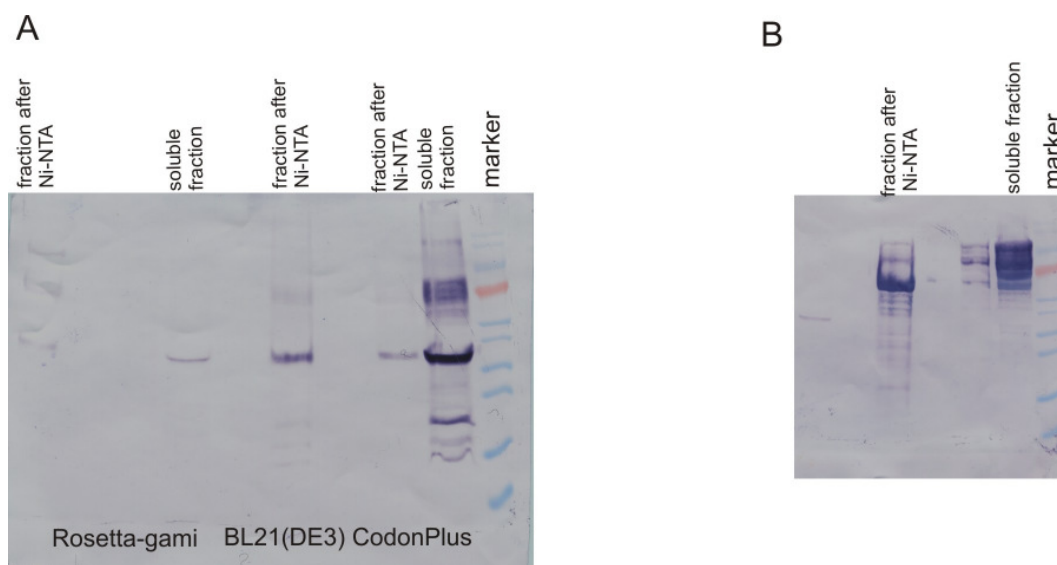 A
B
fraction after
Ni-NTA
soluble
fraction
fraction after
Ni-NTA
fraction after
Ni-NTA
soluble
fraction
marker
fraction after
Ni-NTA
soluble fraction
marker
Rosetta-gami
BL21(DE3) CodonPlus